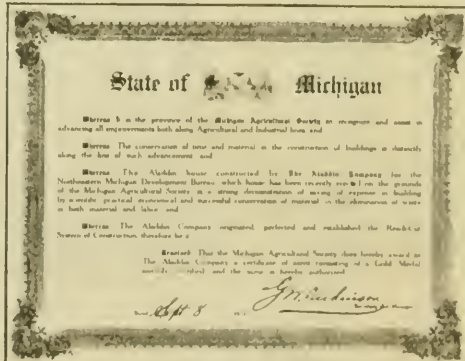 State of Michigan
Whereas It is the province of the Michigan Agricultural Society to recognize and assist in
advancing all improvements both along Agricultural and Industrial lines and
Whereas The conservation of time and material in the construction of buildings is distinctly
along the line of such advancement and
Whereas The Aladdin house constructed by The Aladdin Company for the
Northeastern Michigan Development Bureau which house has been recently erected on the grounds
of the Michigan Agricultural Society is a strong demonstration of saving of expense in building
by a practical economical and successful conservation of material in the elimination of waste
in both material and labor and
Whereas The Aladdin Company originated perfected and established the
System of Construction therefore be it
Resolved That the Michigan Agricultural Society does hereby award to
The Aladdin Company a certificate of consisting of a Gold Medal
and the same is hereby authorized
Sept 8